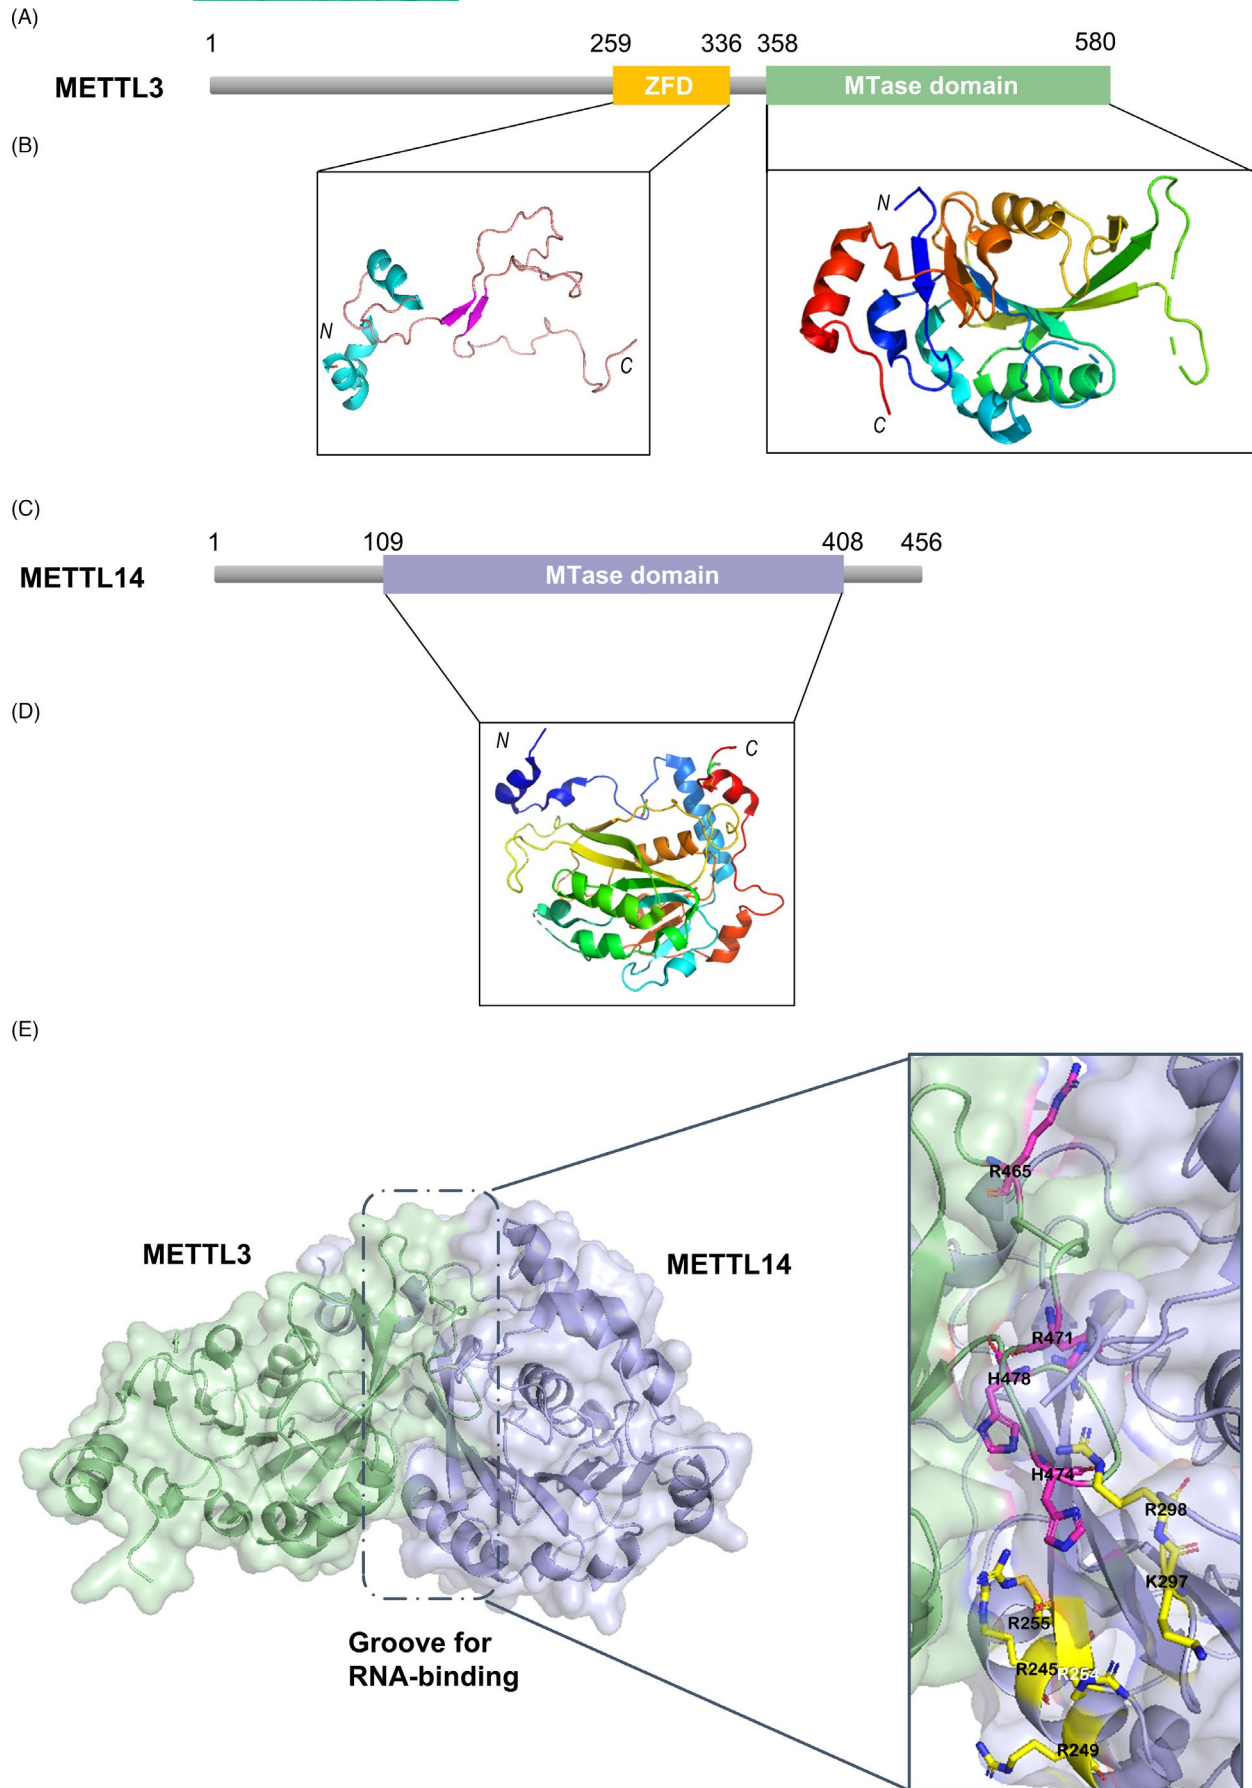 (A)
1 259 336 358 580
METTL3 ZFD MTase domain
(B)
N C
N C
(C)
1 109 408 456
METTL14 MTase domain
(D)
N C
(E)
METTL3
METTL14
Groove for
RNA-binding
R465
R471
H478
H474
R298
K297
R255
R245 R254
R249